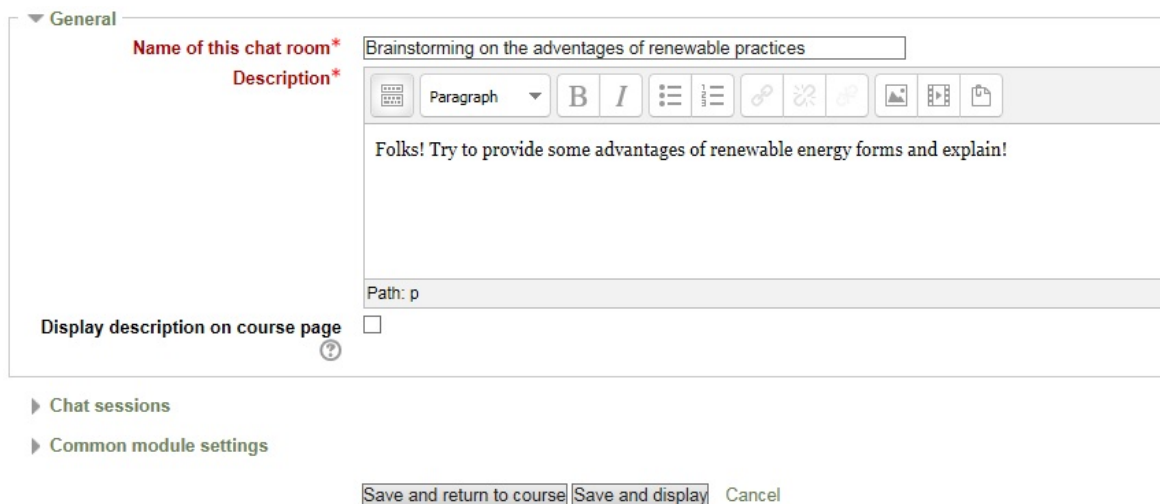 General
Name of this chat room*
Brainstorming on the adventages of renewable practices
Description*
Paragraph
B
I
Folks! Try to provide some advantages of renewable energy forms and explain!
Path: p
Display description on course page
?
Chat sessions
Common module settings
Save and return to course Save and display Cancel